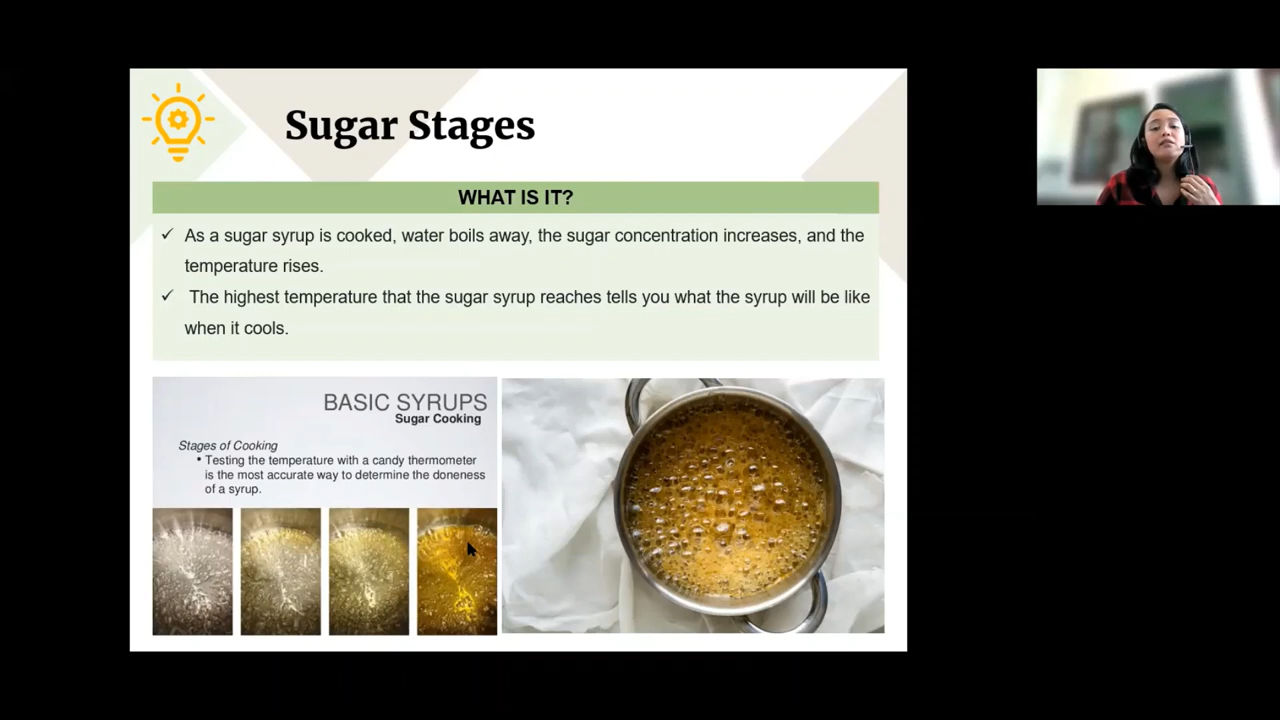 Sugar Stages
WHAT IS IT?
✓ As a sugar syrup is cooked, water boils away, the sugar concentration increases, and the
temperature rises.
✓ The highest temperature that the sugar syrup reaches tells you what the syrup will be like
when it cools.
BASIC SYRUPS
Sugar Cooking
Stages of Cooking
• Testing the temperature with a candy thermometer
is the most accurate way to determine the doneness
of a syrup.